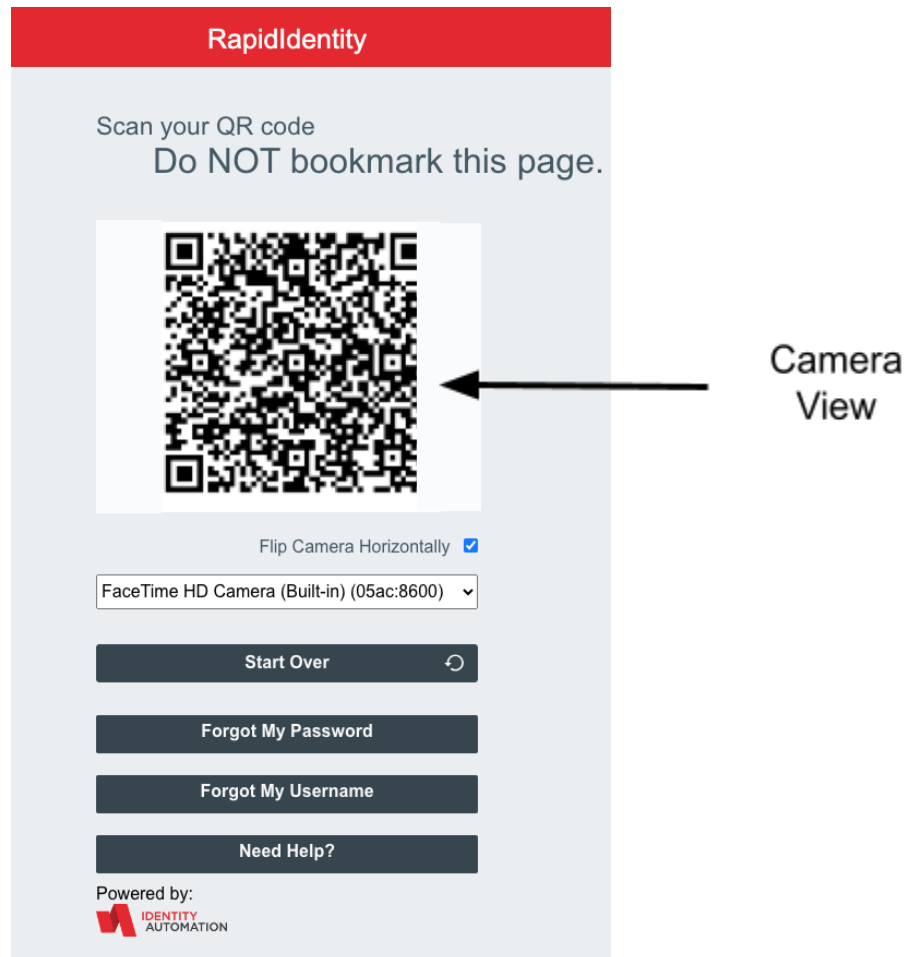 RapidIdentity
Scan your QR code
Do NOT bookmark this page.
Camera
View
Flip Camera Horizontally
FaceTime HD Camera (Built-in) (05ac:8600)
Start Over
Forgot My Password
Forgot My Username
Need Help?
Powered by:
IDENTITY
AUTOMATION